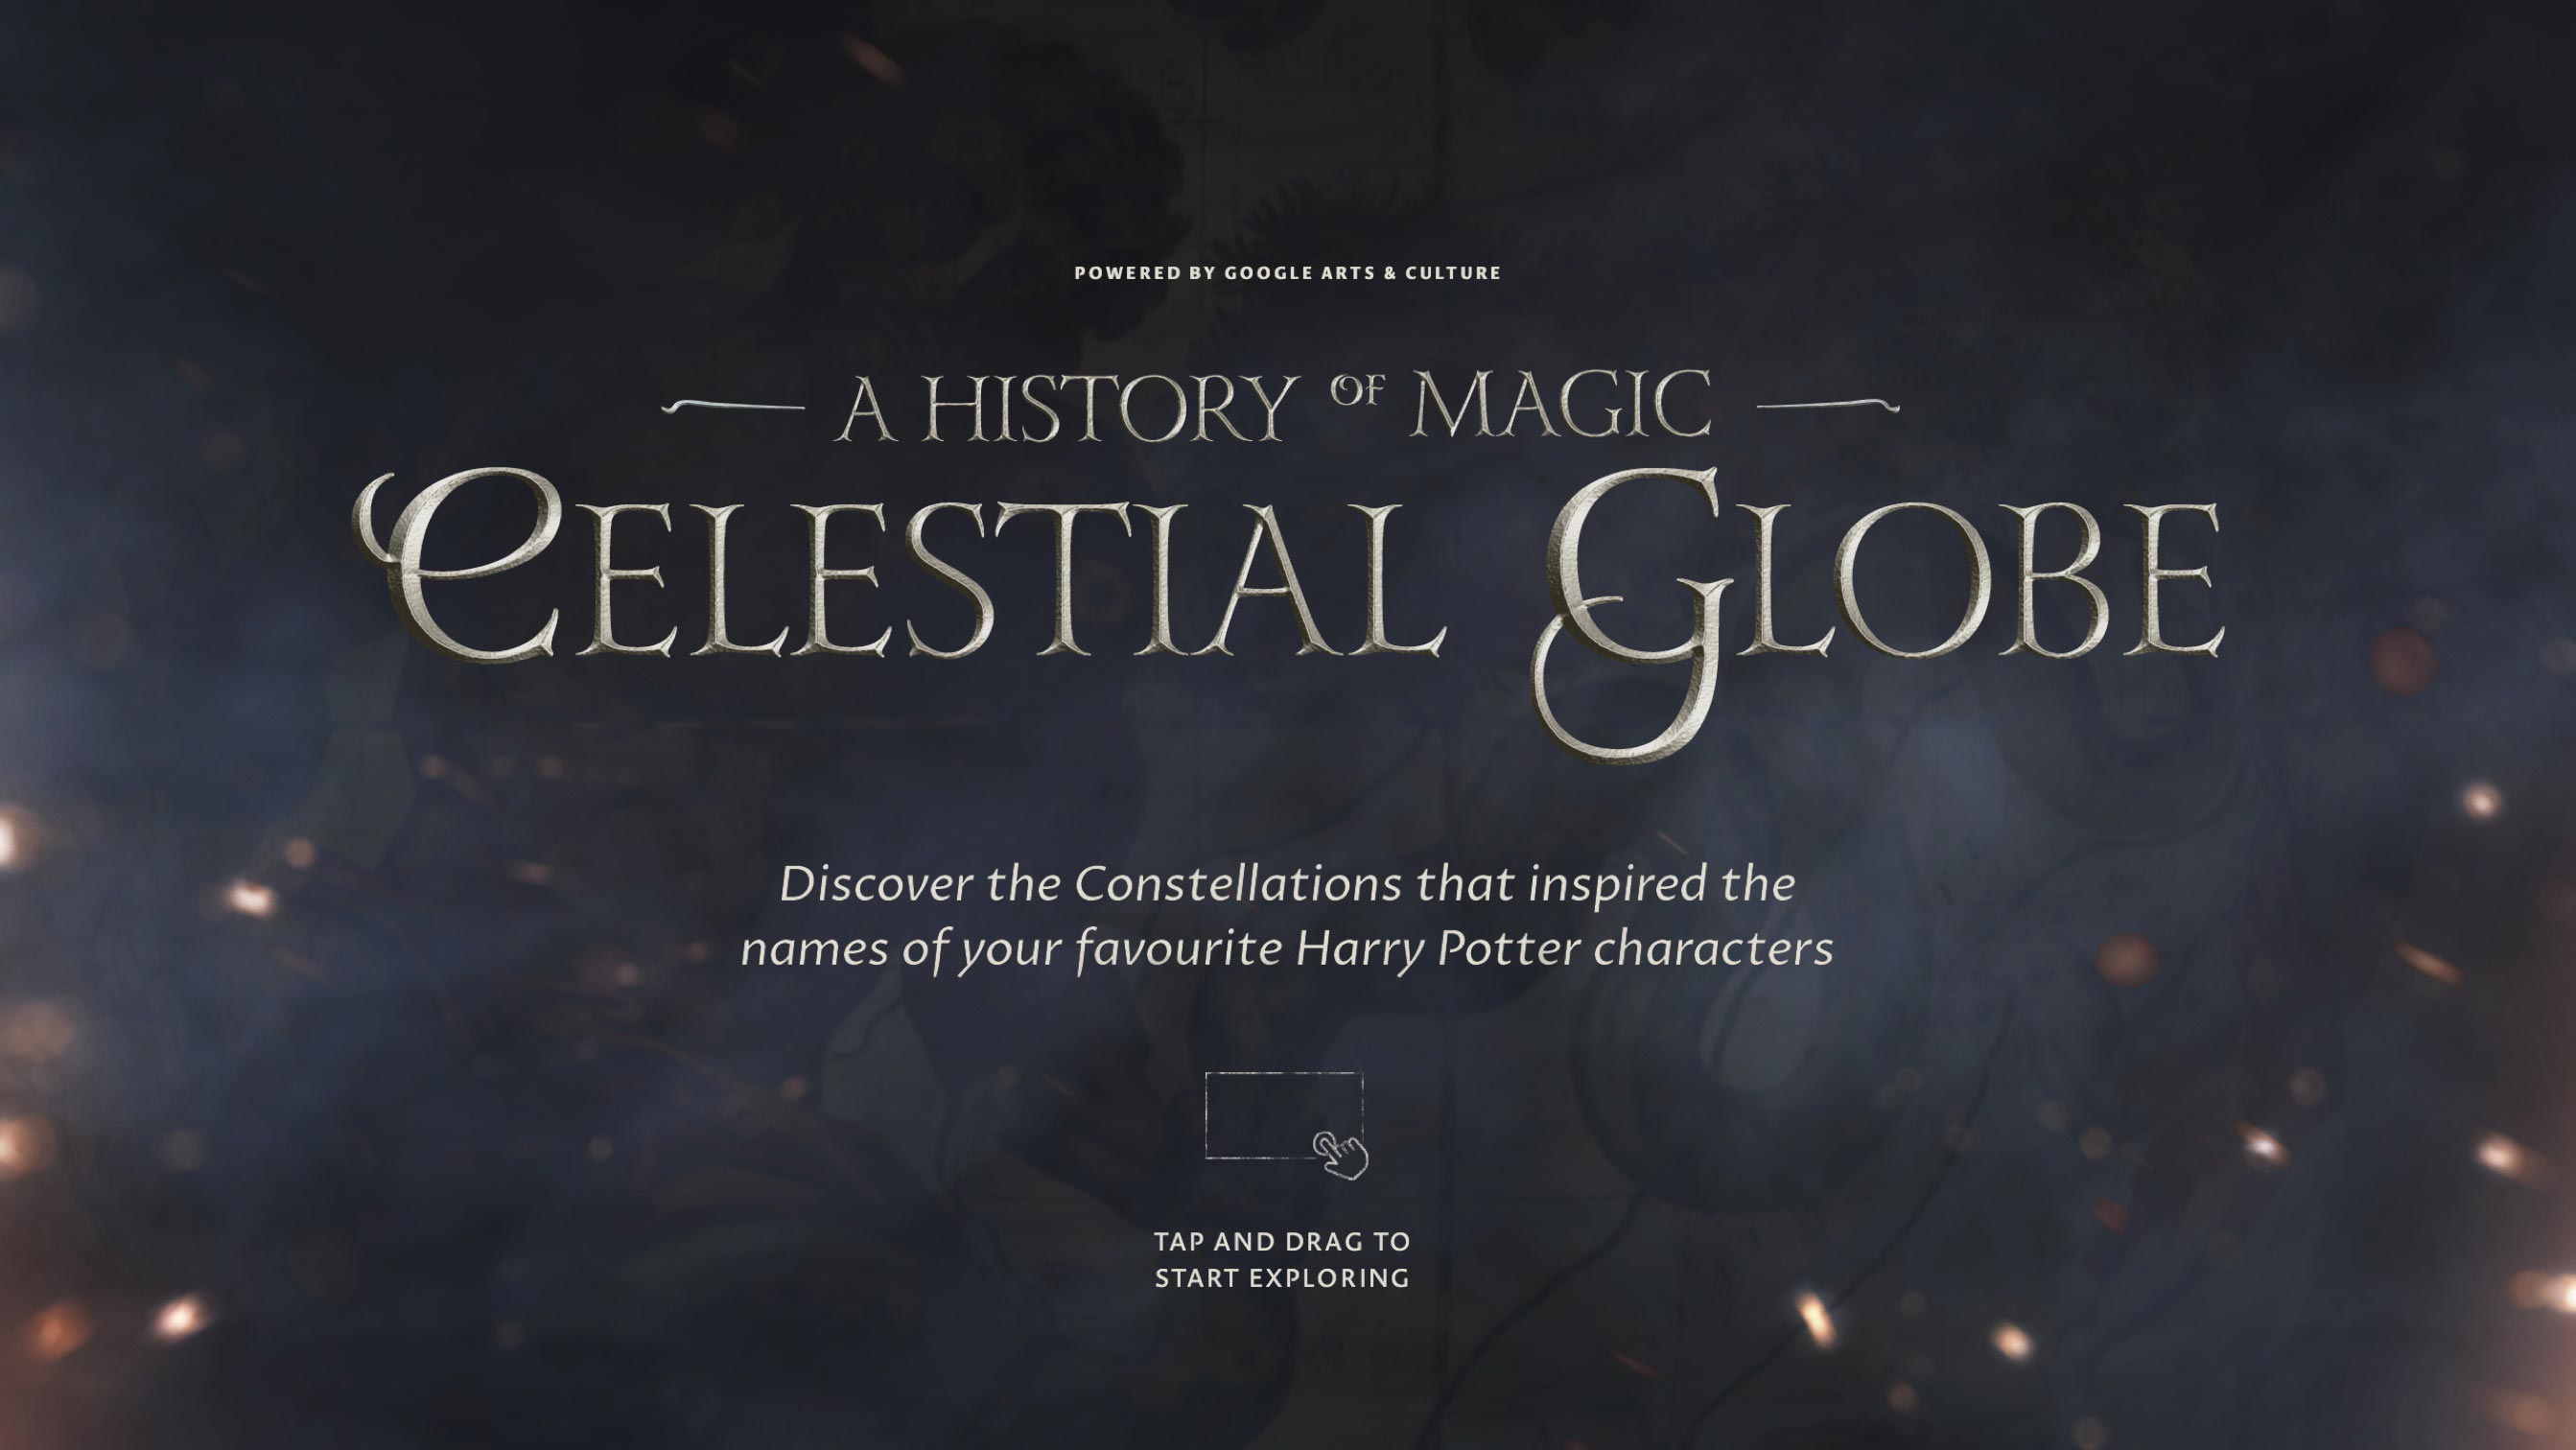 POWERED BY GOOGLE ARTS & CULTURE
A HISTORY OF MAGIC
CELESTIAL GLOBE
Discover the Constellations that inspired the
names of your favourite Harry Potter characters
TAP AND DRAG TO
START EXPLORING